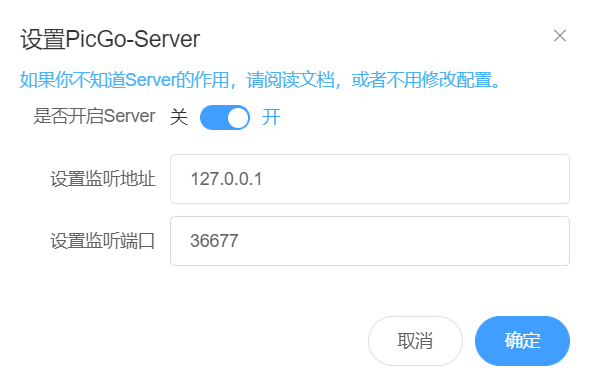 设置PicGo-Server
如果你不知道Server的作用，请阅读文档，或者不用修改配置。
是否开启Server 关 开
设置监听地址 127.0.0.1
设置监听端口 36677
取消 确定